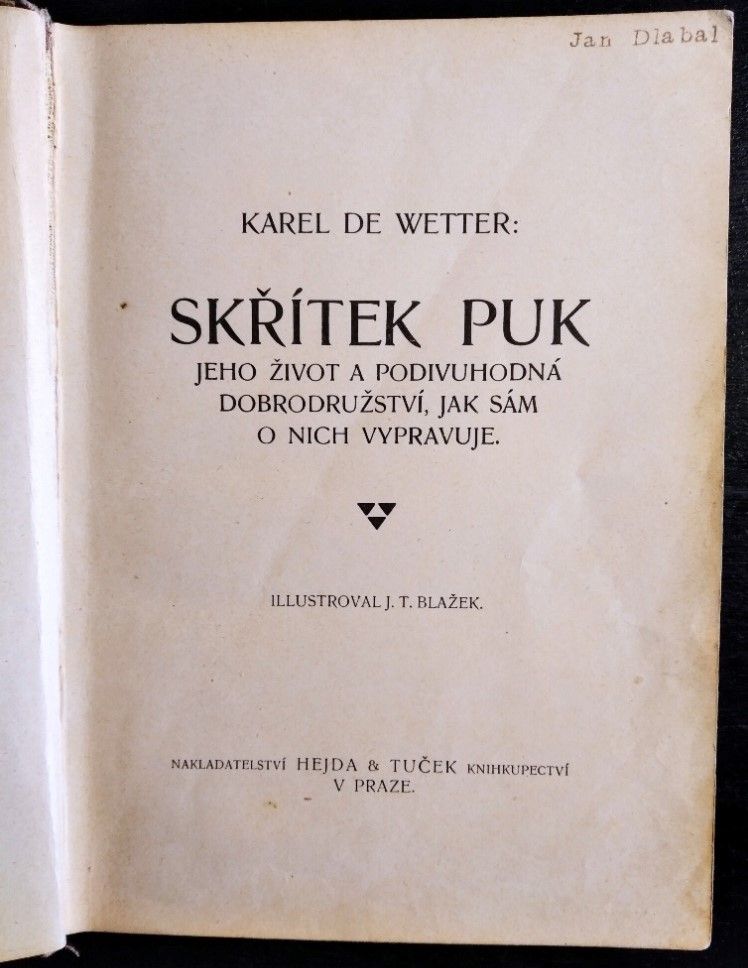 Jan Dlabal
KAREL DE WETTER:
SKŘÍTEK PUK
JEHO ŽIVOT A PODIVUHODNÁ
DOBRODRUŽSTVÍ, JAK SÁM
O NICH VYPRAVUJE.
ILLUSTROVAL J. T. BLAŽEK.
NAKLADATELSTVÍ HEJDA & TUČEK KNIHKUPECTVÍ
V PRAZE.